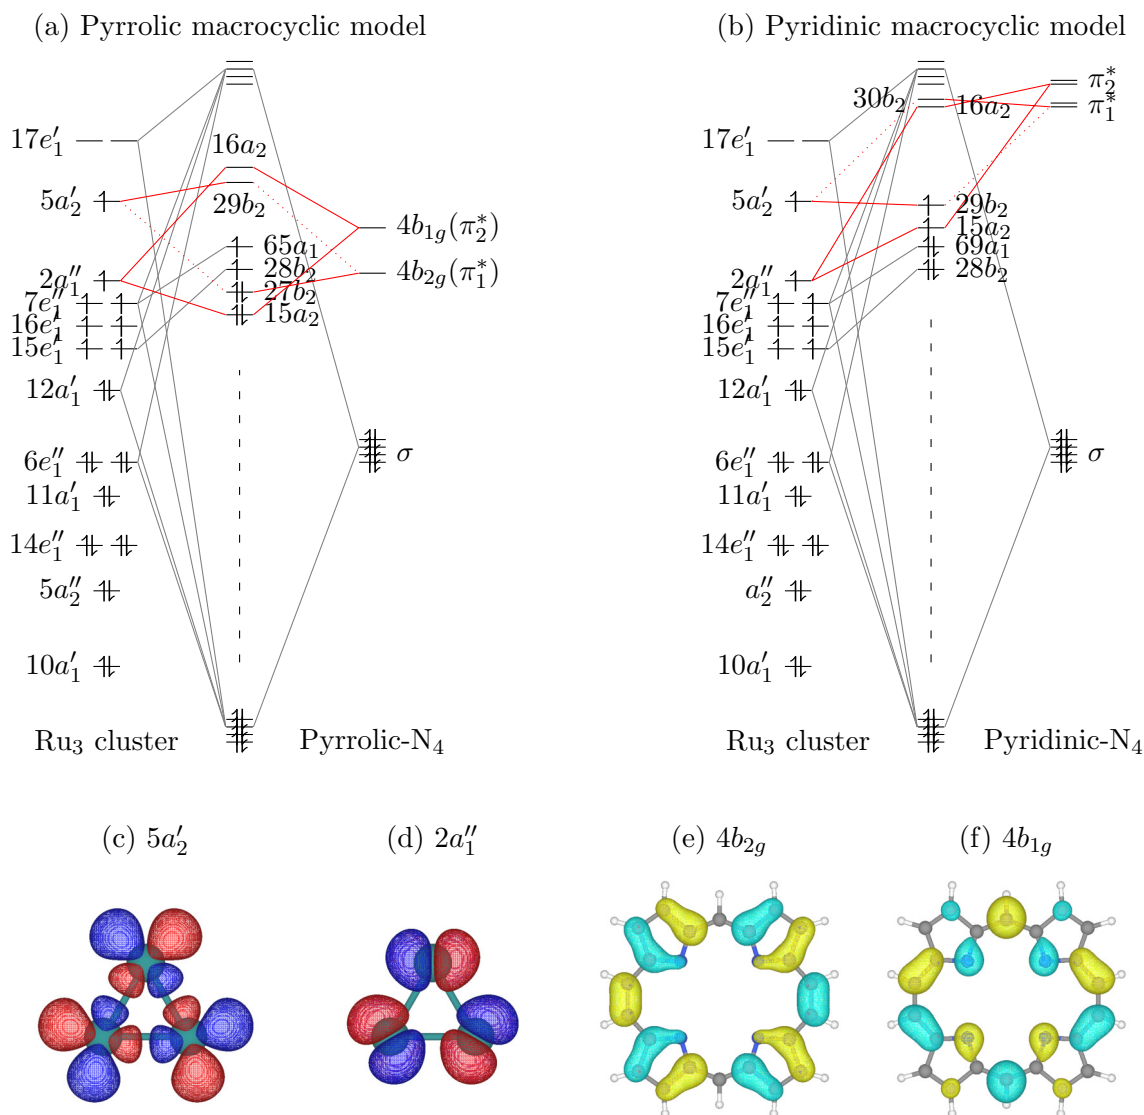 (a) Pyrrolic macrocyclic model
17e′₁
5a′₂
2a″₁
7e″₁
16e′₁
15e′₁
12a′₁
6e″₁
11a′₁
14e″₁
5a″₂
10a′₁
16a₂
29b₂
65a₁
28b₂
27b₂
15a₂
4b₁g(π₂*)
4b₂g(π₁*)
σ
Ru₃ cluster
Pyrrolic-N₄
(b) Pyridinic macrocyclic model
17e′₁
5a′₂
2a″₁
7e″₁
16e′₁
15e′₁
12a′₁
6e″₁
11a′₁
14e″₁
a″₂
10a′₁
30b₂
16a₂
29b₂
15a₂
69a₁
28b₂
π₂*
π₁*
σ
Ru₃ cluster
Pyridinic-N₄
(c) 5a′₂
(d) 2a″₁
(e) 4b₂g
(f) 4b₁g